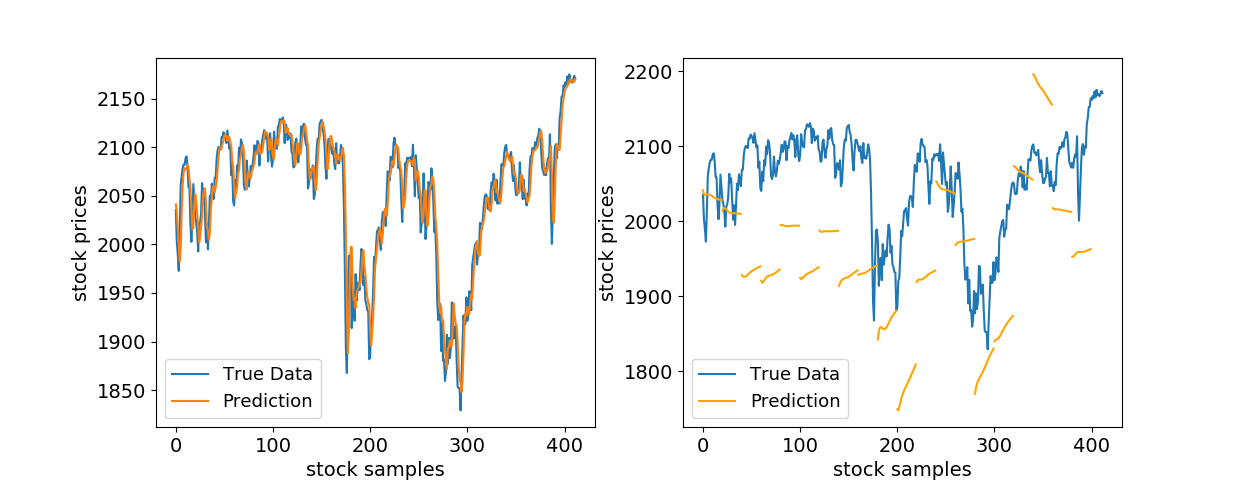 2150
2100
2050
2000
1950
1900
1850
stock prices
True Data
Prediction
0 100 200 300 400
stock samples
2200
2100
2000
1900
1800
stock prices
True Data
Prediction
0 100 200 300 400
stock samples